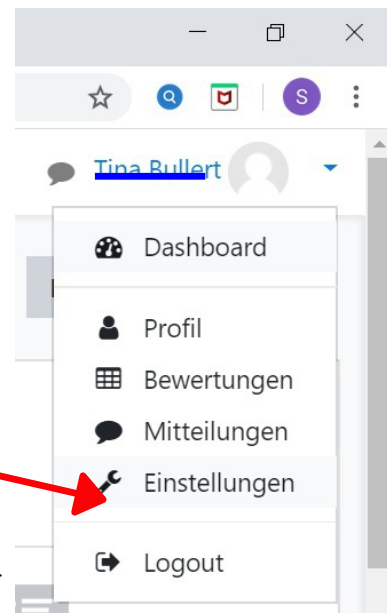 S
Tina Bullert
Dashboard
Profil
Bewertungen
Mitteilungen
Einstellungen
Logout